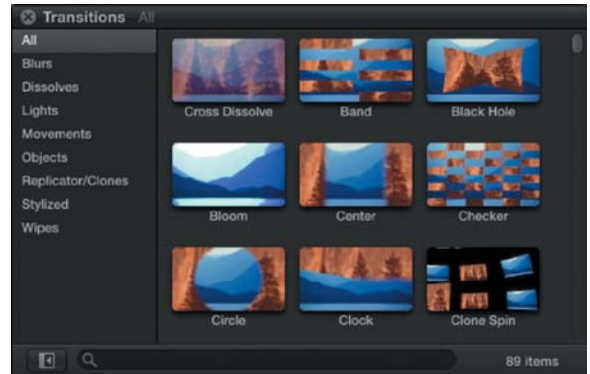 Transitions All
All
Blurs
Dissolves
Lights
Movements
Objects
Replicator/Clones
Stylized
Wipes
Cross Dissolve
Band
Black Hole
Bloom
Center
Checker
Circle
Clock
Clone Spin
89 items